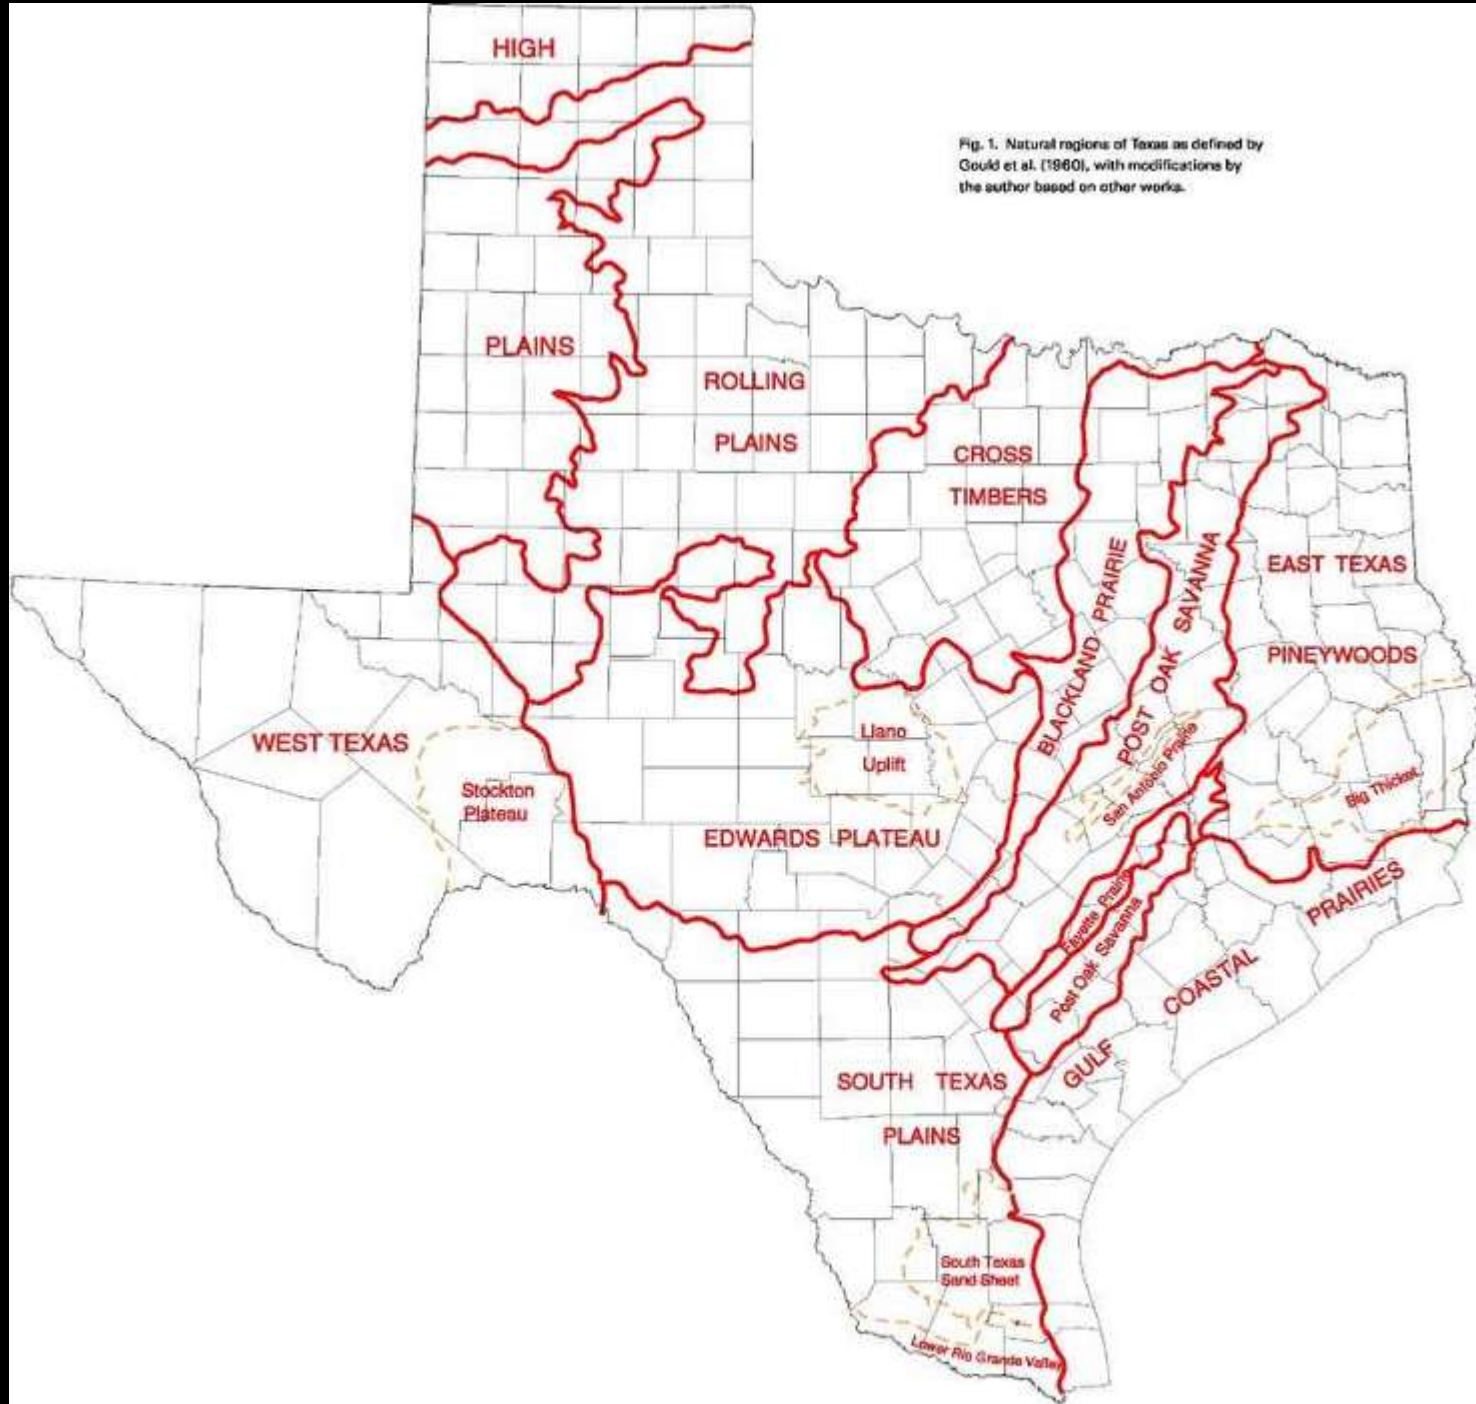 HIGH
Fig. 1. Natural regions of Texas as defined by
Gould et al. (1960), with modifications by
the author based on other works.
PLAINS
ROLLING
PLAINS
CROSS
TIMBERS
BLACKLAND PRAIRIE
POST OAK SAVANNA
EAST TEXAS
PINEYWOODS
WEST TEXAS
Stockton
Plateau
Llano
Uplift
San Antonio Prairie
Big Thicket
EDWARDS PLATEAU
Fayette Prairie
Post Oak Savanna
GULF COASTAL PRAIRIES
SOUTH TEXAS
PLAINS
South Texas
Sand Sheet
Lower Rio Grande Valley